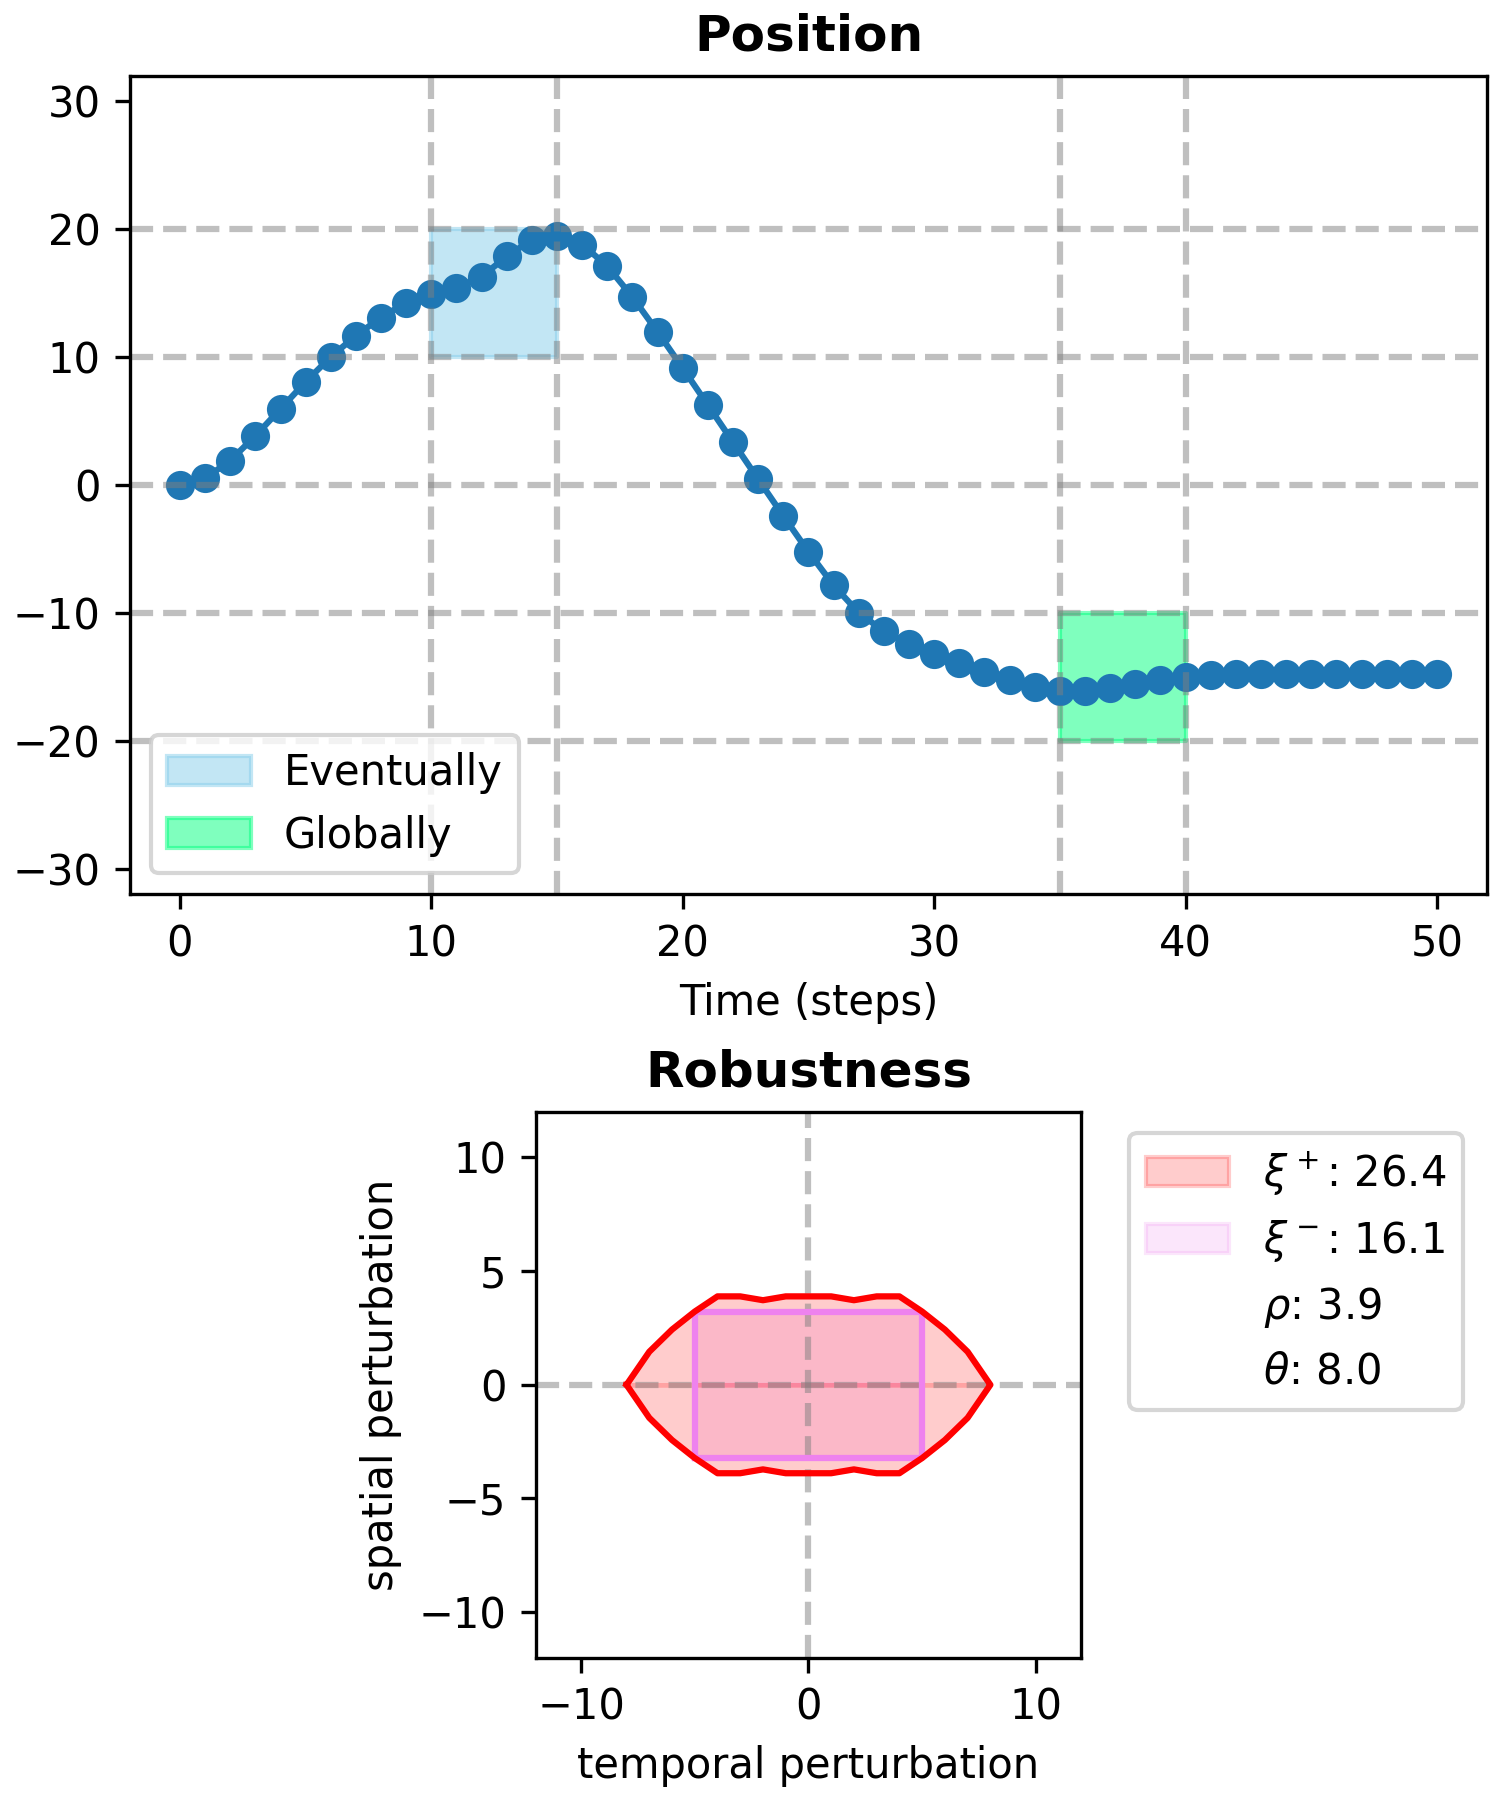 Position
30
20
10
0
−10
−20
−30
Eventually
Globally
0 10 20 30 40 50
Time (steps)
Robustness
10
5
0
−5
−10
spatial perturbation
−10 0 10
temporal perturbation
ξ⁺: 26.4
ξ⁻: 16.1
ρ: 3.9
θ: 8.0